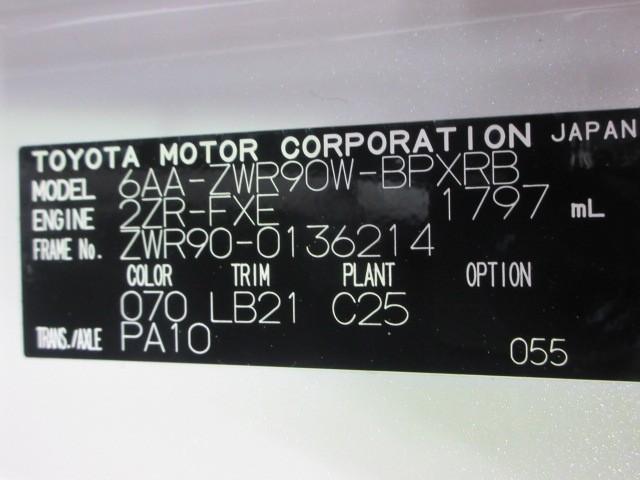 TOYOTA MOTOR CORPORATION JAPAN
MODEL 6AA-ZWR90W-BPXRB
ENGINE 2ZR-FXE 1797 mL
FRAME No. ZWR90-0136214
COLOR TRIM PLANT OPTION
070 LB21 C25
TRANS./AXLE PA10 055